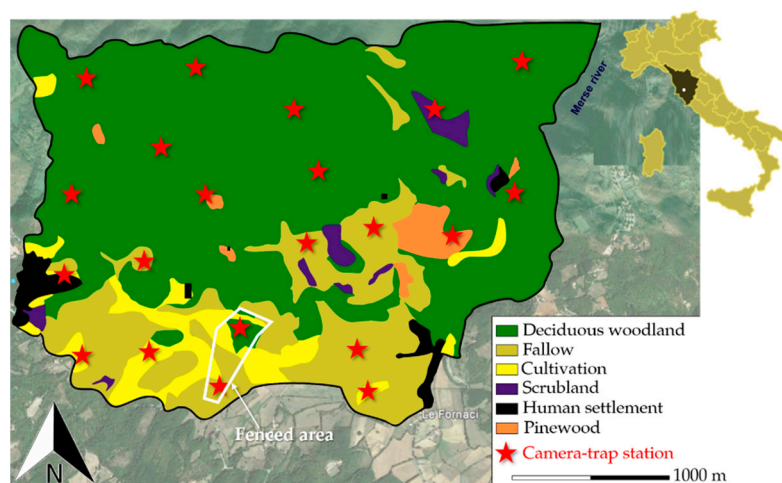 Merse river
Deciduous woodland
Fallow
Cultivation
Scrubland
Human settlement
Pinewood
Camera-trap station
Le Fornaci
Fenced area
N
1000 m